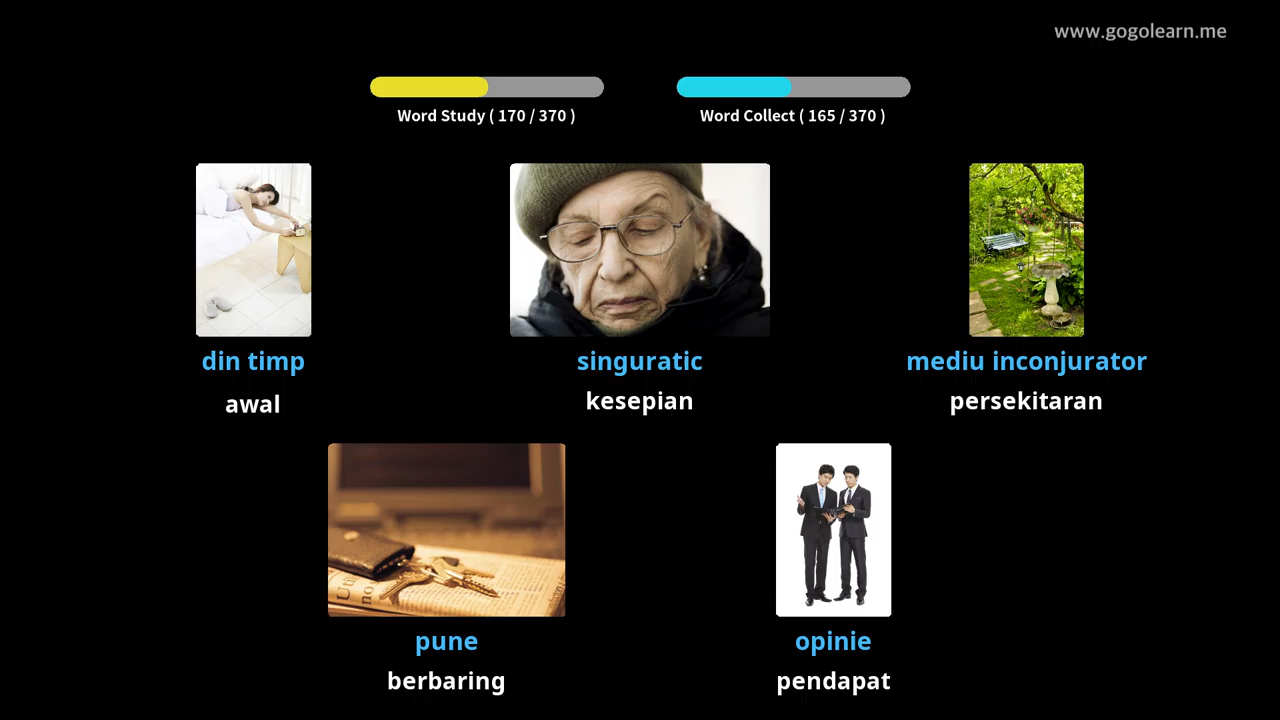 www.gogolearn.me
Word Study ( 170 / 370 )
Word Collect ( 165 / 370 )
din timp
awal
singuratic
kesepian
mediu inconjurator
persekitaran
pune
berbaring
opinie
pendapat